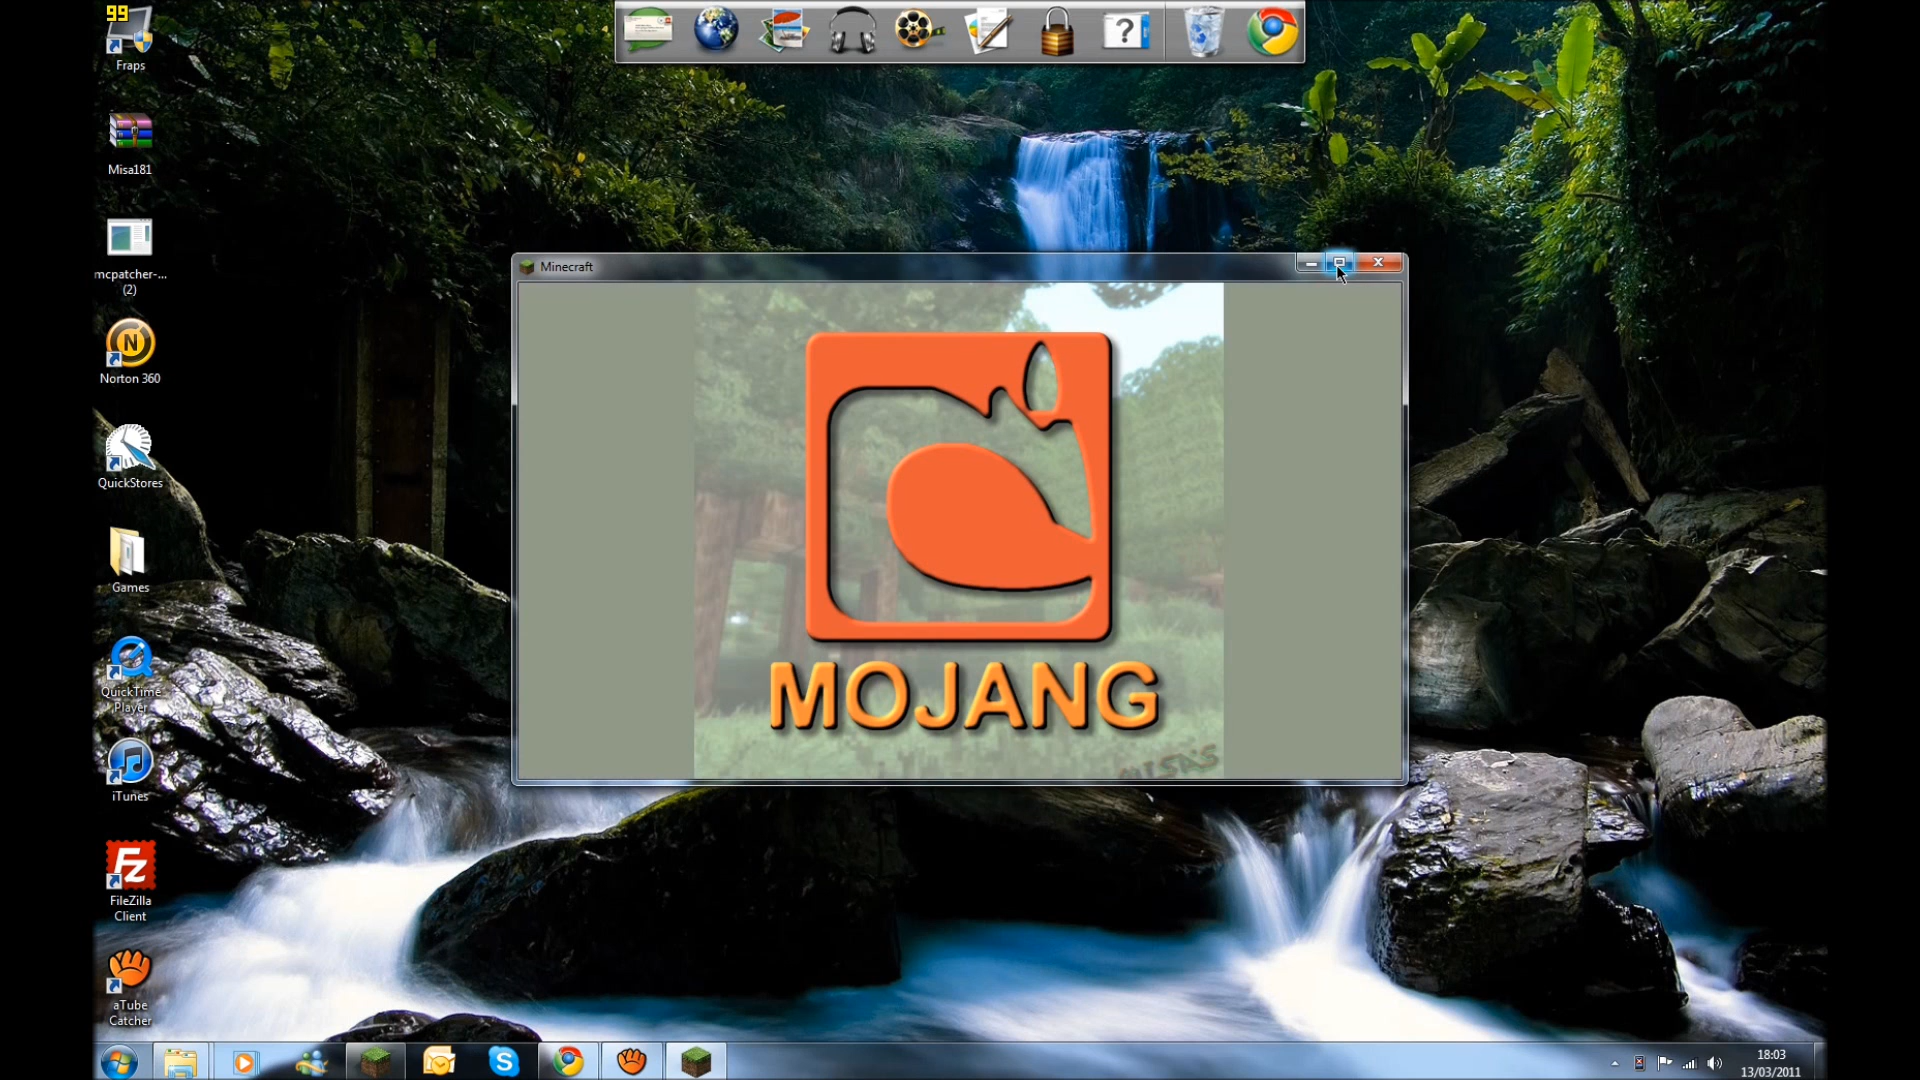 99
Fraps
Misa181
mcpatcher-...
(2)
Norton 360
QuickStores
Games
QuickTime
Player
iTunes
FileZilla
Client
aTube
Catcher
Minecraft
MOJANG
18:03
13/03/2011